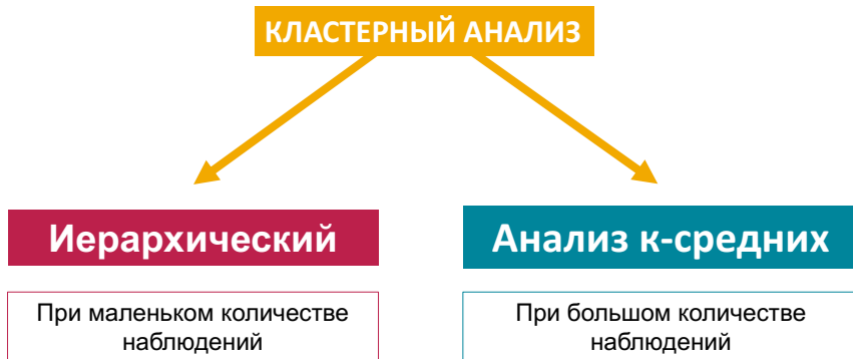 КЛАСТЕРНЫЙ АНАЛИЗ
Иерархический
Анализ к-средних
При маленьком количестве
наблюдений
При большом количестве
наблюдений